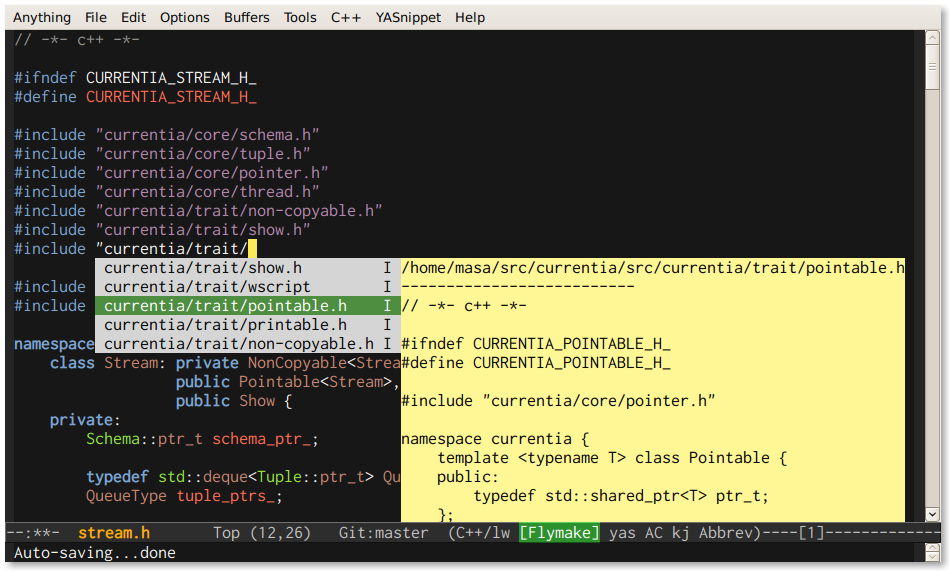 Anything File Edit Options Buffers Tools C++ YASnippet Help
// -*- c++ -*-
#ifndef CURRENTIA_STREAM_H_
#define CURRENTIA_STREAM_H_
#include "currentia/core/schema.h"
#include "currentia/core/tuple.h"
#include "currentia/core/pointer.h"
#include "currentia/core/thread.h"
#include "currentia/trait/non-copyable.h"
#include "currentia/trait/show.h"
#include "currentia/trait/
currentia/trait/show.h I
currentia/trait/wscript I
currentia/trait/pointable.h I
currentia/trait/printable.h I
currentia/trait/non-copyable.h I
/home/masa/src/currentia/src/currentia/trait/pointable.h
--------------------------
// -*- c++ -*-
#ifndef CURRENTIA_POINTABLE_H_
#define CURRENTIA_POINTABLE_H_
#include "currentia/core/pointer.h"
namespace currentia {
    template <typename T> class Pointable {
    public:
        typedef std::shared_ptr<T> ptr_t;
    };
#include
#include
namespace
    class Stream: private NonCopyable<Strea
                  public Pointable<Stream>,
                  public Show {
    private:
        Schema::ptr_t schema_ptr_;
        typedef std::deque<Tuple::ptr_t> Qu
        QueueType tuple_ptrs_;
--:**- stream.h Top (12,26) Git:master (C++/lw [Flymake] yas AC kj Abbrev)----[1]-------------
Auto-saving...done